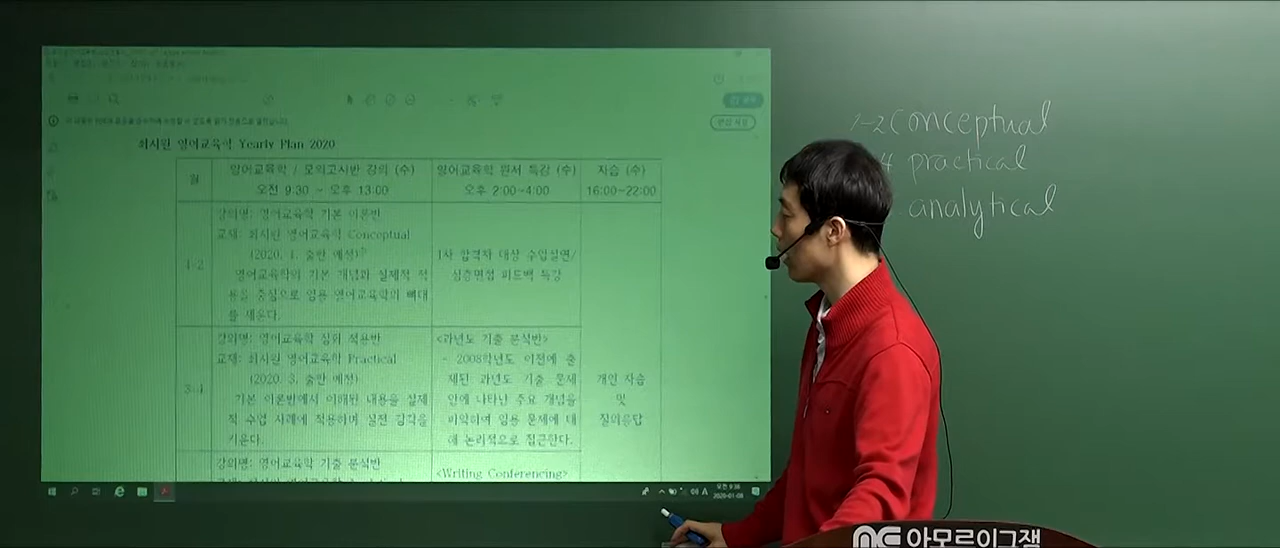 최시원 영어교육학 Yearly Plan 2020
월
영어교육학 / 모의고사반 강의 (수)
오전 9:30 ~ 오후 13:00
영어교육학 원서 특강 (수)
오후 2:00~4:00
자습 (수)
16:00~22:00
1-2
강의명: 영어교육학 기본 이론반
교재: 최시원 영어교육학 Conceptual
(2020. 1. 출판 예정)
영어교육학의 기본 개념과 실제적 적
용을 중심으로 임용 영어교육학의 뼈대
를 세운다.
1차 합격자 대상 수업실연/
심층면접 피드백 특강
3-4
강의명: 영어교육학 심화 적용반
교재: 최시원 영어교육학 Practical
(2020. 3. 출판 예정)
기본 이론반에서 이해된 내용을 실제
적 수업 사례에 적용하며 실전 감각을
키운다.
<과년도 기출 분석반>
- 2008학년도 이전에 출
제된 과년도 기출 문제
안에 나타난 주요 개념을
파악하여 임용 문제에 대
해 논리적으로 접근한다.
개인 자습
및
질의응답
강의명: 영어교육학 기출 분석반
<Writing Conferencing>
오전 9:38
2020-01-08
1-2 conceptual
4 practical
analytical
아모르이그잼